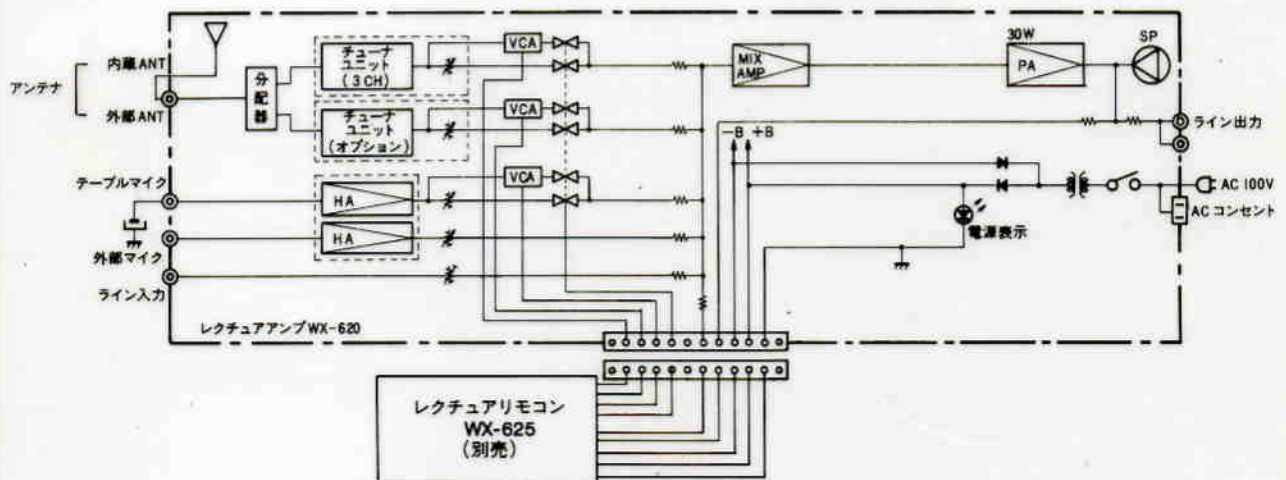 アンテナ
内蔵ANT
外部ANT
テーブルマイク
外部マイク
ライン入力
分配器
チューナ
ユニット
(3CH)
チューナ
ユニット
(オプション)
HA
HA
VCA
VCA
VCA
MIX
AMP
30W
PA
SP
ライン出力
-B +B
AC 100V
ACコンセント
電源表示
レクチュアアンプWX-620
レクチュアリモコン
WX-625
(別売)